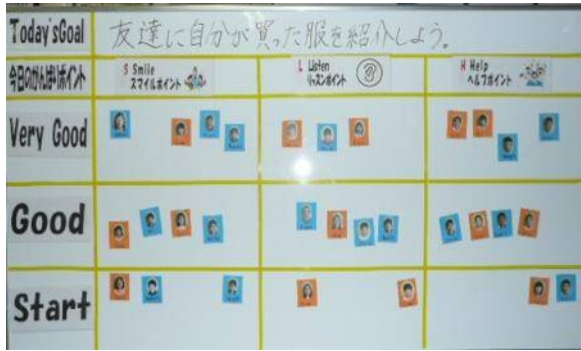 Today'sGoal 友達に自分が買った服を紹介しよう。
今日のがんばりポイント
S Smile
スマイルポイント
L Listen
リッスンポイント
H Help
ヘルプポイント
Very Good
Good
Start